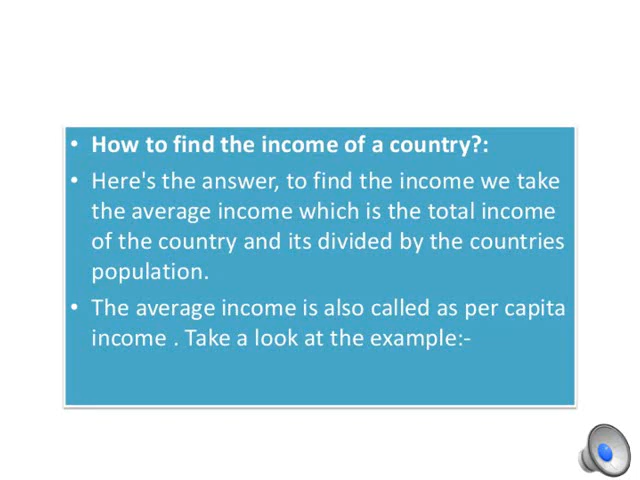 • How to find the income of a country?:
• Here's the answer, to find the income we take
the average income which is the total income
of the country and its divided by the countries
population.
• The average income is also called as per capita
income . Take a look at the example:-